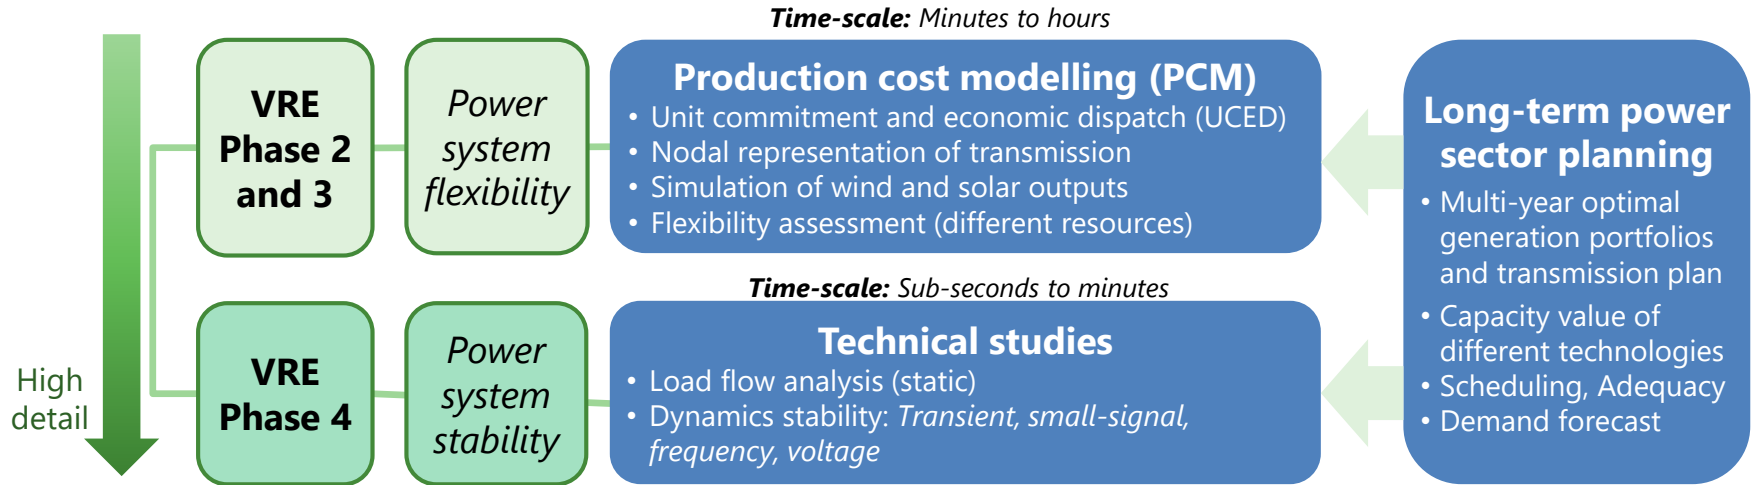 Time-scale: Minutes to hours
VRE
Phase 2
and 3
Power
system
flexibility
Production cost modelling (PCM)
• Unit commitment and economic dispatch (UCED)
• Nodal representation of transmission
• Simulation of wind and solar outputs
• Flexibility assessment (different resources)
Time-scale: Sub-seconds to minutes
High
detail
VRE
Phase 4
Power
system
stability
Technical studies
• Load flow analysis (static)
• Dynamics stability: Transient, small-signal,
frequency, voltage
Long-term power
sector planning
• Multi-year optimal
generation portfolios
and transmission plan
• Capacity value of
different technologies
• Scheduling, Adequacy
• Demand forecast